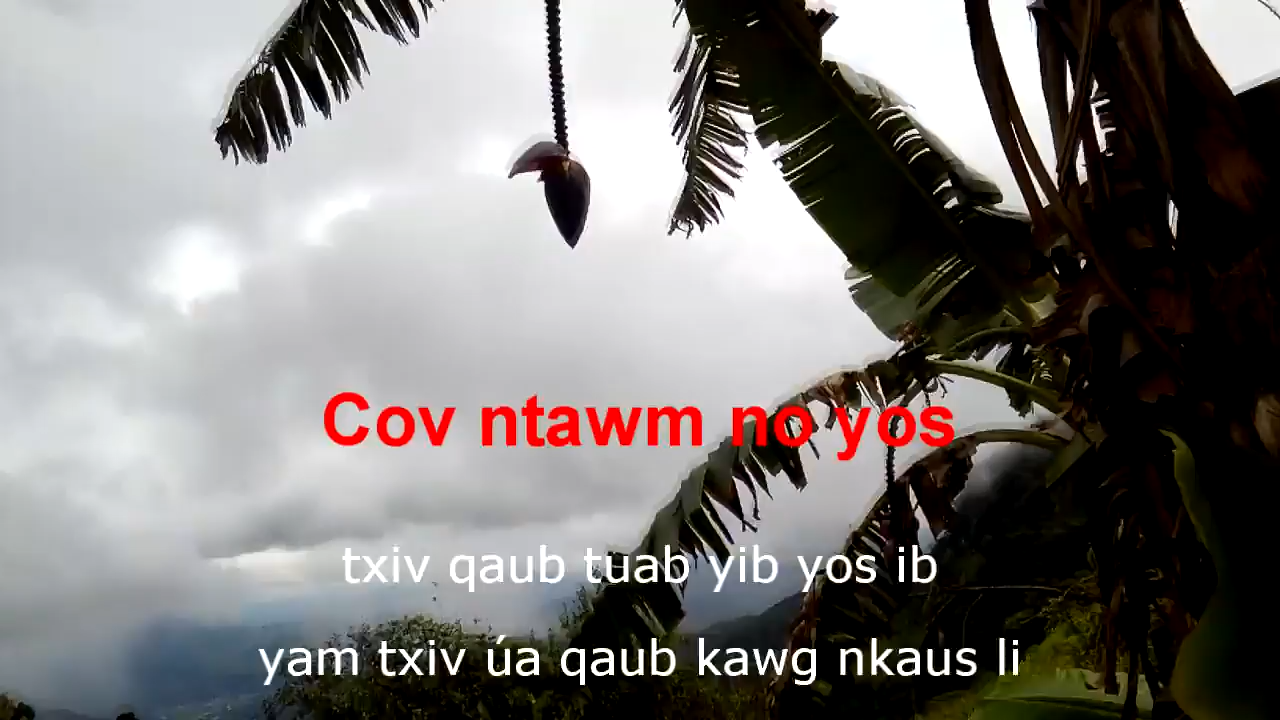 Cov ntawm no yos
txiv qaub tuab yib yos ib
yam txiv úa qaub kawg nkaus li